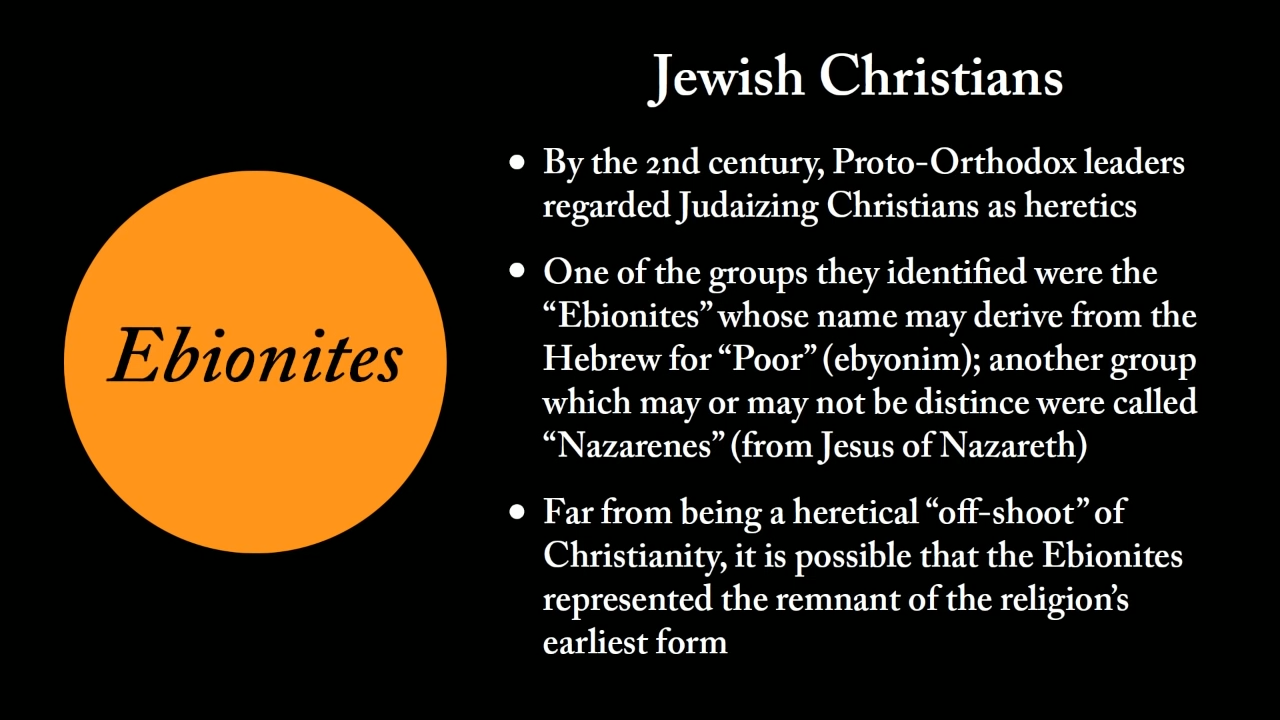 Jewish Christians
Ebionites
• By the 2nd century, Proto-Orthodox leaders
regarded Judaizing Christians as heretics
• One of the groups they identified were the
“Ebionites” whose name may derive from the
Hebrew for “Poor” (ebyonim); another group
which may or may not be distince were called
“Nazarenes” (from Jesus of Nazareth)
• Far from being a heretical “off-shoot” of
Christianity, it is possible that the Ebionites
represented the remnant of the religion’s
earliest form